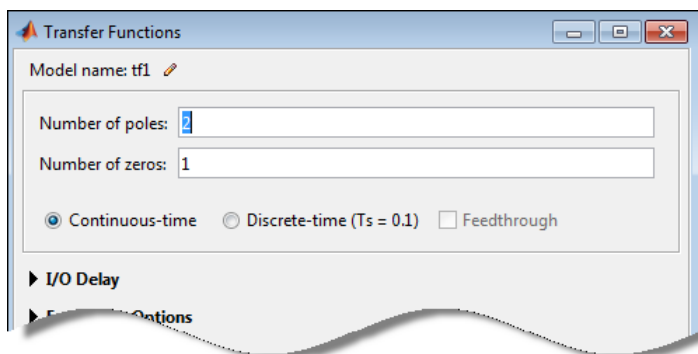 Transfer Functions
Model name: tf1
Number of poles: 2
Number of zeros: 1
Continuous-time Discrete-time (Ts = 0.1) Feedthrough
I/O Delay
Options